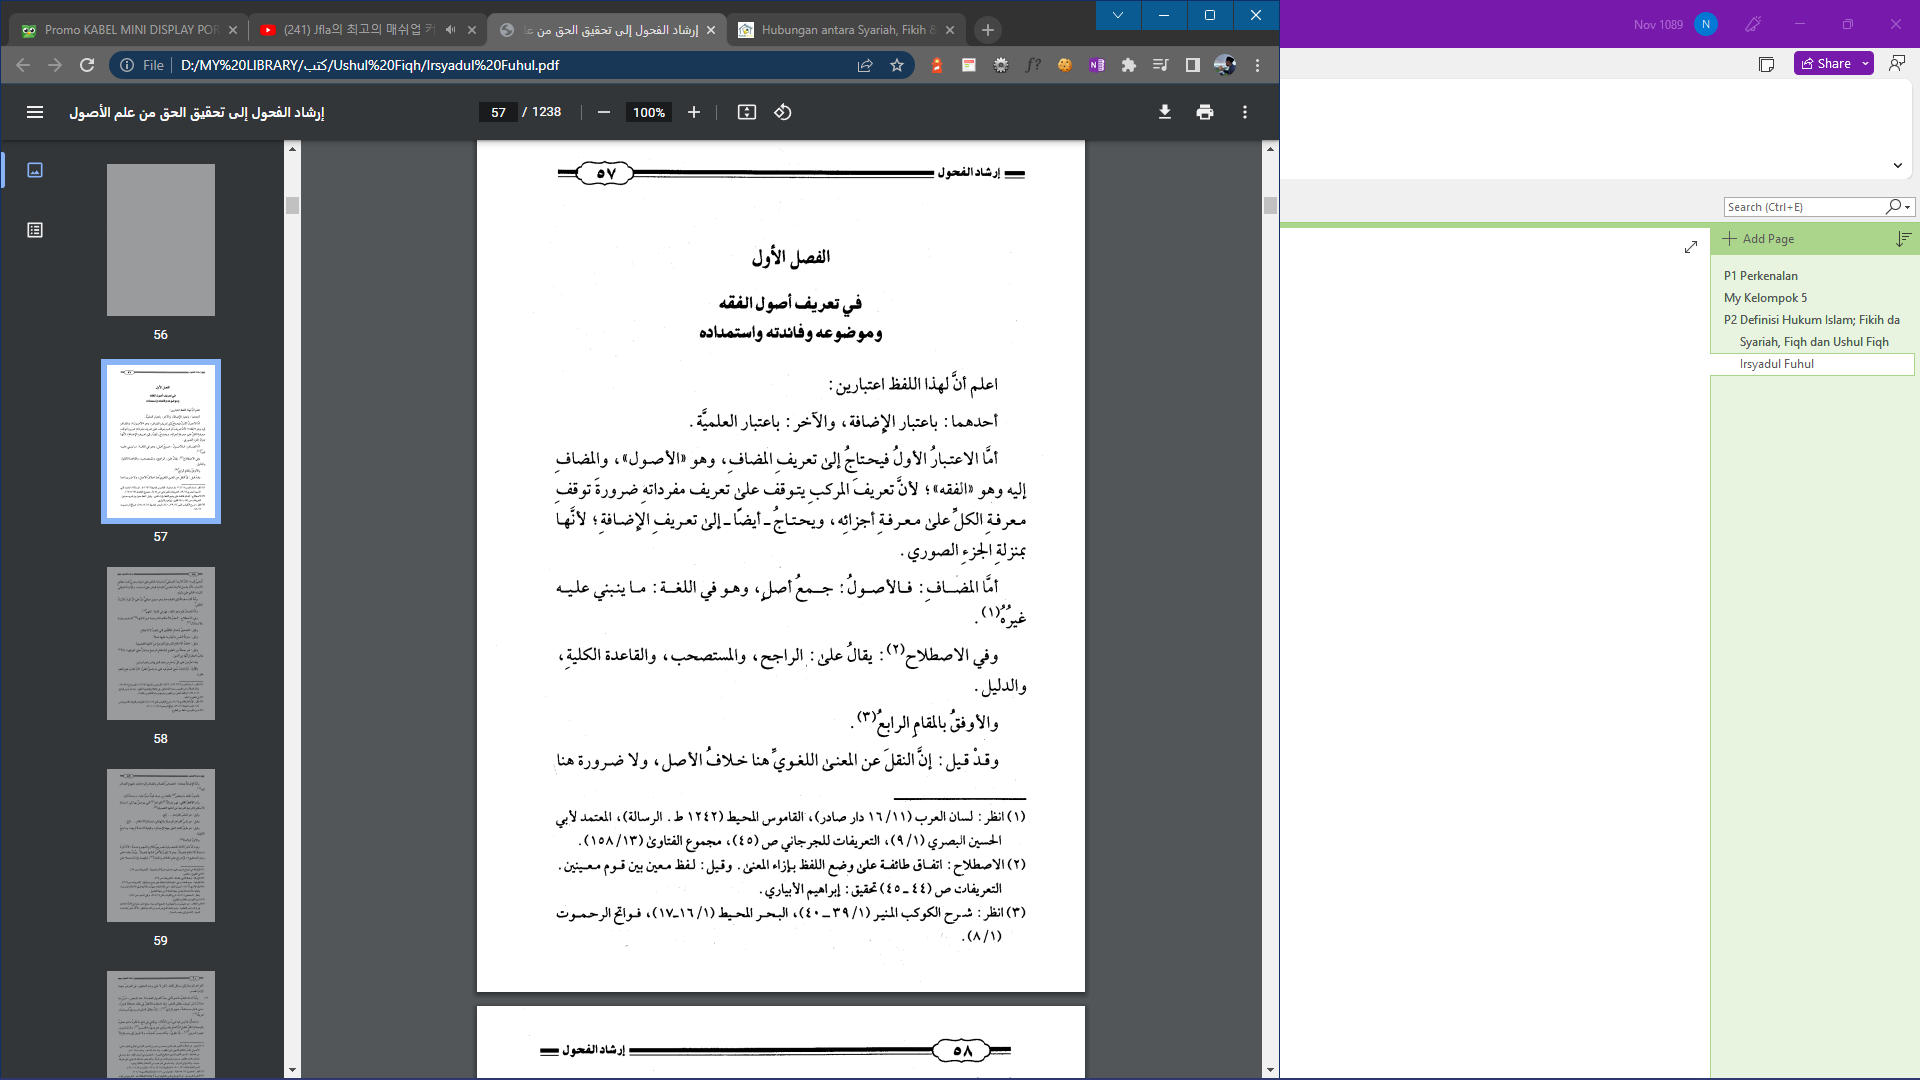 Promo KABEL MINI DISPLAY POR
(241) Jfla의 최고의 매쉬업 커
إرشاد الفحول إلى تحقيق الحق من عل
Hubungan antara Syariah, Fikih &
Nov 1089
N
File
D:/MY%20LIBRARY/كتب/Ushul%20Fiqh/Irsyadul%20Fuhul.pdf
Share
إرشاد الفحول إلى تحقيق الحق من علم الأصول
57 / 1238
100%
Search (Ctrl+E)
Add Page
P1 Perkenalan
My Kelompok 5
P2 Definisi Hukum Islam; Fikih da
Syariah, Fiqh dan Ushul Fiqh
Irsyadul Fuhul
56
57
58
59
إرشاد الفحول
٥٧
الفصل الأول
في تعريف أصول الفقه
وموضوعه وفائدته واستمداده
اعلم أنَّ لهذا اللفظ اعتبارين:
أحدهما: باعتبار الإضافة، والآخر: باعتبار العلميَّة.
أمَّا الاعتبارُ الأولُ فيحتاجُ إلىٰ تعريفِ المضافِ، وهو «الأصول»، والمضافِ
إليه وهو «الفقه»؛ لأنَّ تعريفَ المركبِ يتوقف علىٰ تعريف مفرداتهِ ضرورةَ توقفِ
معرفةِ الكلِّ علىٰ معرفةِ أجزائِه، ويحتاجُ ـ أيضًا ـ إلىٰ تعريفِ الإضافةِ؛ لأنَّها
بمنزلةِ الجزءِ الصوري.
أمَّا المضافِ: فالأصولُ: جمعُ أصلٍ، وهو في اللغة: ما ينبني عليه
غيرُهُ(١).
وفي الاصطلاح(٢): يقالُ علىٰ: الراجح، والمستصحب، والقاعدة الكليةِ،
والدليل.
والأوفقُ بالمقامِ الرابعُ(٣).
وقدْ قيل: إنَّ النقلَ عن المعنىٰ اللغويِّ هنا خلافُ الأصل، ولا ضرورة هنا
(١) انظر: لسان العرب (١١/ ١٦ دار صادر)، القاموس المحيط (١٢٤٢ ط. الرسالة)، المعتمد لأبي
الحسين البصري (١/ ٩)، التعريفات للجرجاني ص (٤٥)، مجموع الفتاوىٰ (١٣/ ١٥٨).
(٢) الاصطلاح: اتفاق طائفة علىٰ وضع اللفظ بإزاء المعنىٰ. وقيل: لفظ معين بين قوم معينين.
التعريفات ص (٤٤ ـ ٤٥) تحقيق: إبراهيم الأبياري.
(٣) انظر: شرح الكوكب المنير (١/ ٣٩ ـ ٤٠)، البحر المحيط (١/ ١٦ـ١٧)، فواتح الرحموت
(١/ ٨).
٥٨
إرشاد الفحول